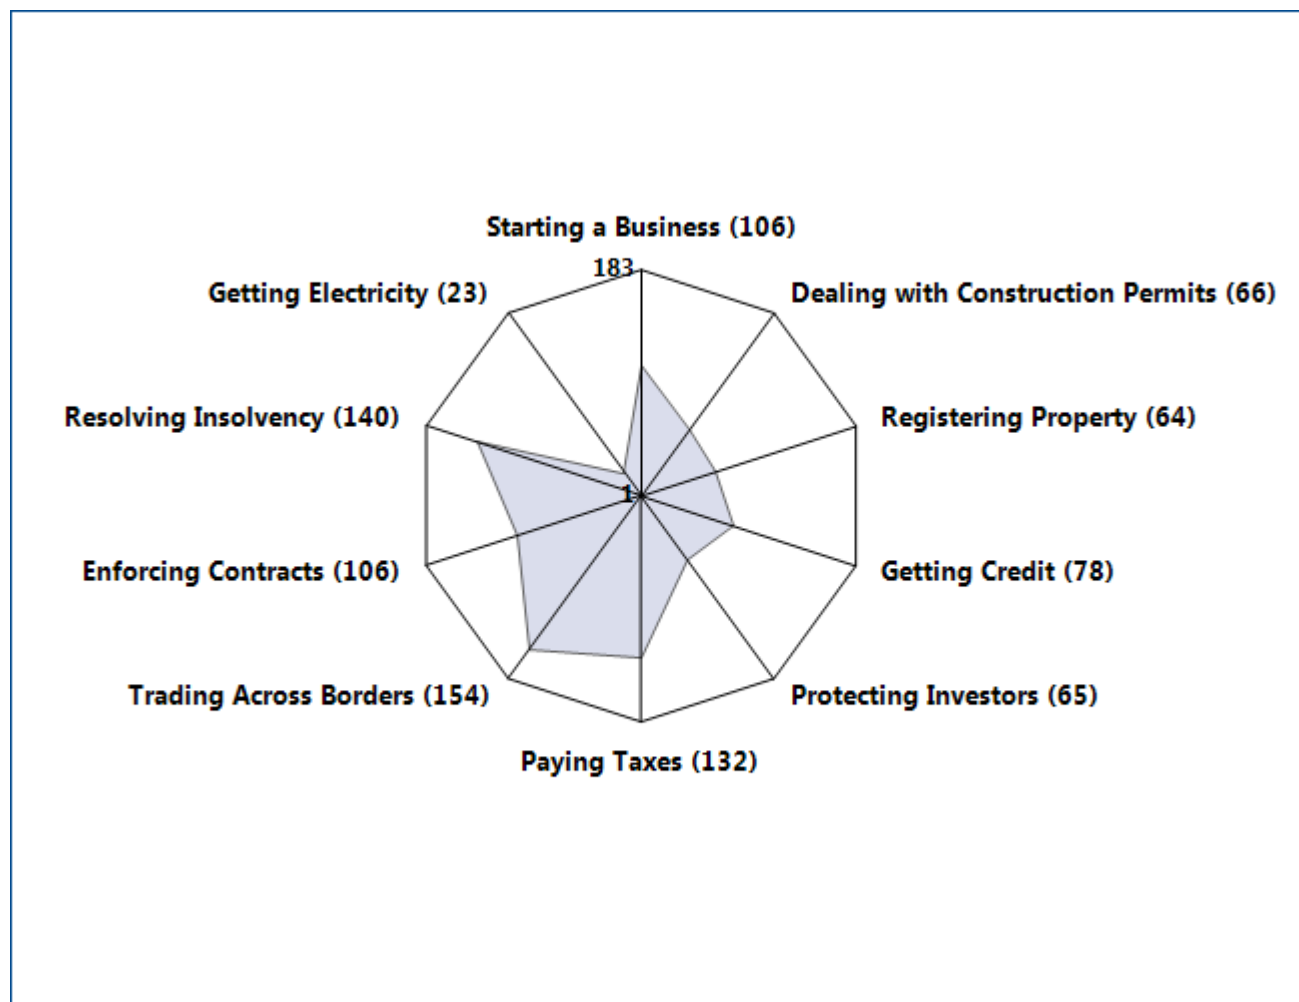 Starting a Business (106)
183
Getting Electricity (23)
Dealing with Construction Permits (66)
Resolving Insolvency (140)
Registering Property (64)
1
Enforcing Contracts (106)
Getting Credit (78)
Trading Across Borders (154)
Protecting Investors (65)
Paying Taxes (132)